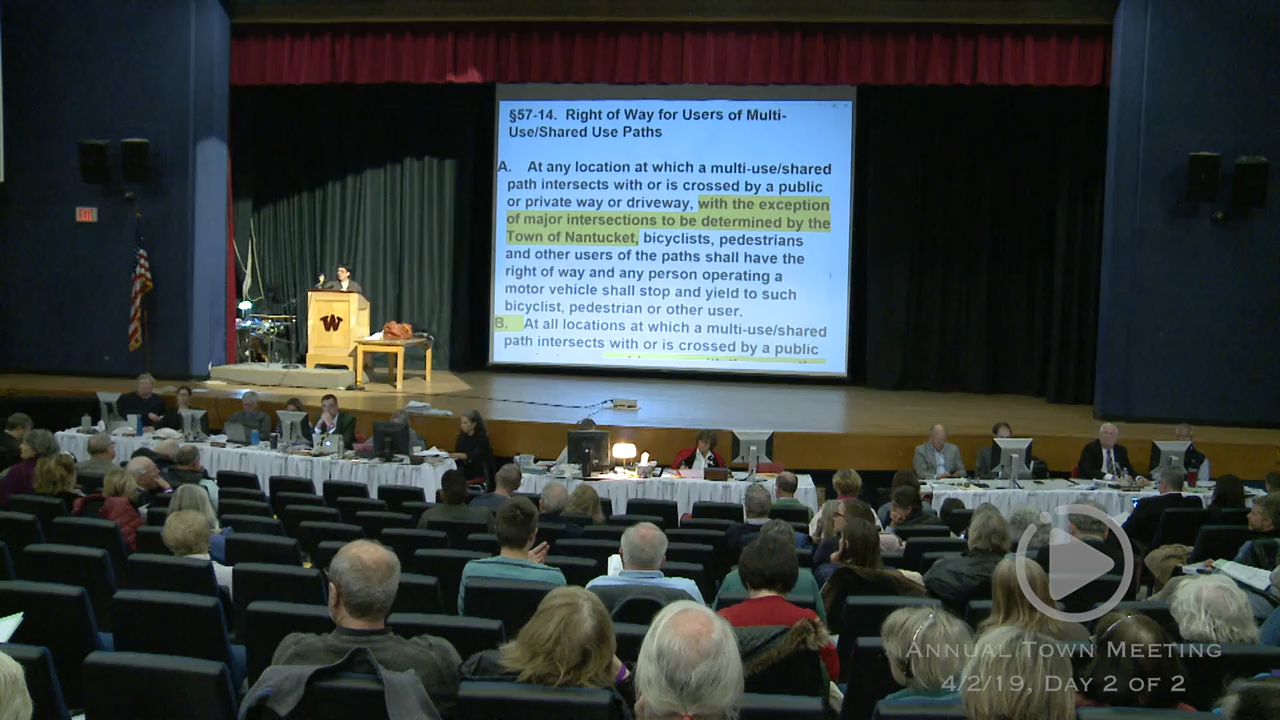 §57-14. Right of Way for Users of Multi-
Use/Shared Use Paths
A. At any location at which a multi-use/shared
path intersects with or is crossed by a public
or private way or driveway, with the exception
of major intersections to be determined by the
Town of Nantucket, bicyclists, pedestrians
and other users of the paths shall have the
right of way and any person operating a
motor vehicle shall stop and yield to such
bicyclist, pedestrian or other user.
B. At all locations at which a multi-use/shared
path intersects with or is crossed by a public
W
Annual Town Meeting
4/2/19, Day 2 of 2